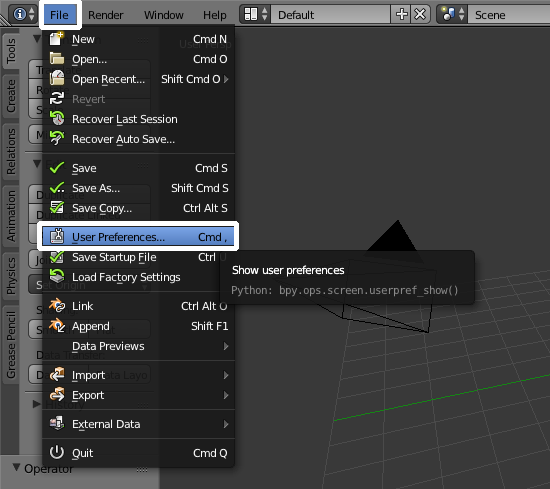 File Render Window Help Default Scene
New Cmd N
Open... Cmd O
Open Recent... Shift Cmd O
Revert
Recover Last Session
Recover Auto Save...
Save Cmd S
Save As... Shift Cmd S
Save Copy... Ctrl Alt S
User Preferences... Cmd ,
Save Startup File Ctrl U
Load Factory Settings
Link Ctrl Alt O
Append Shift F1
Data Previews
Import
Export
External Data
Quit Cmd Q
Show user preferences
Python: bpy.ops.screen.userpref_show()
Tools
Create
Relations
Animation
Physics
Grease Pencil
Operator